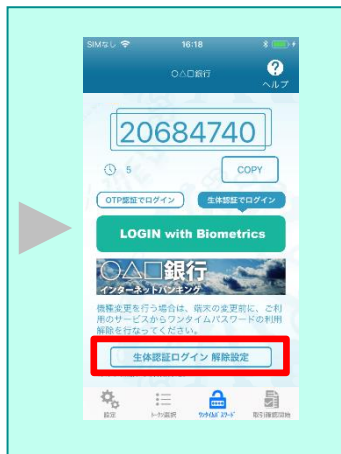 SIMなし 16:18
○△□銀行
?
ヘルプ
20684740
5 COPY
OTP認証でログイン 生体認証でログイン
LOGIN with Biometrics
○△□銀行
インターネットバンキング
機種変更を行う場合は、端末の変更前に、ご利
用のサービスからワンタイムパスワードの利用
解除を行なってください。
生体認証ログイン 解除設定
設定 トークン選択 ワンタイムパスワード 取引確認開始